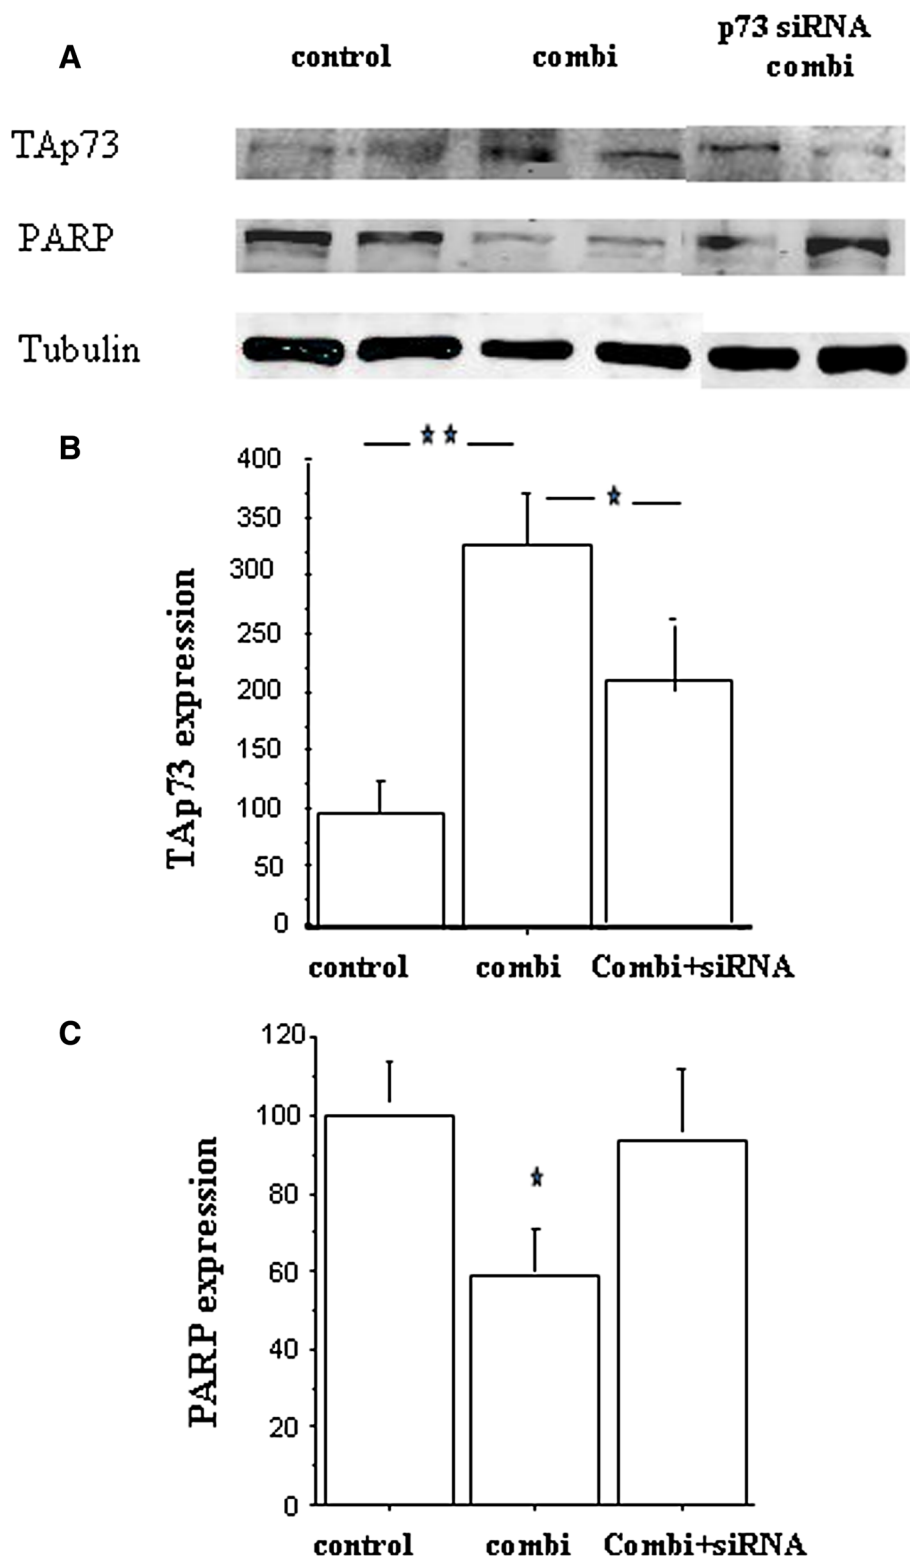 A
control
combi
p73 siRNA
combi
TAp73
PARP
Tubulin
B
400
350
300
250
200
150
100
50
0
TAp73 expression
control
combi
Combi+siRNA
C
120
100
80
60
40
20
0
PARP expression
control
combi
Combi+siRNA